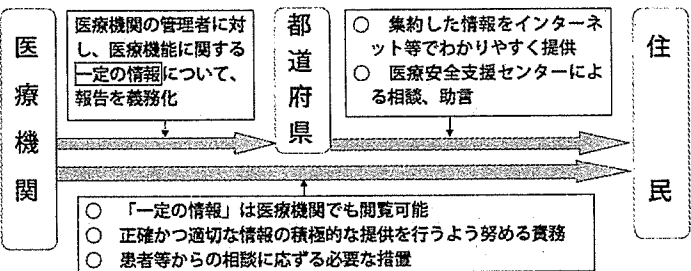 医療機関
医療機関の管理者に対
し、医療機能に関する
一定の情報について、
報告を義務化
都道府県
○ 集約した情報をインターネ
ット等でわかりやすく提供
○ 医療安全支援センターによ
る相談、助言
住民
○ 「一定の情報」は医療機関でも閲覧可能
○ 正確かつ適切な情報の積極的な提供を行うよう努める責務
○ 患者等からの相談に応ずる必要な措置